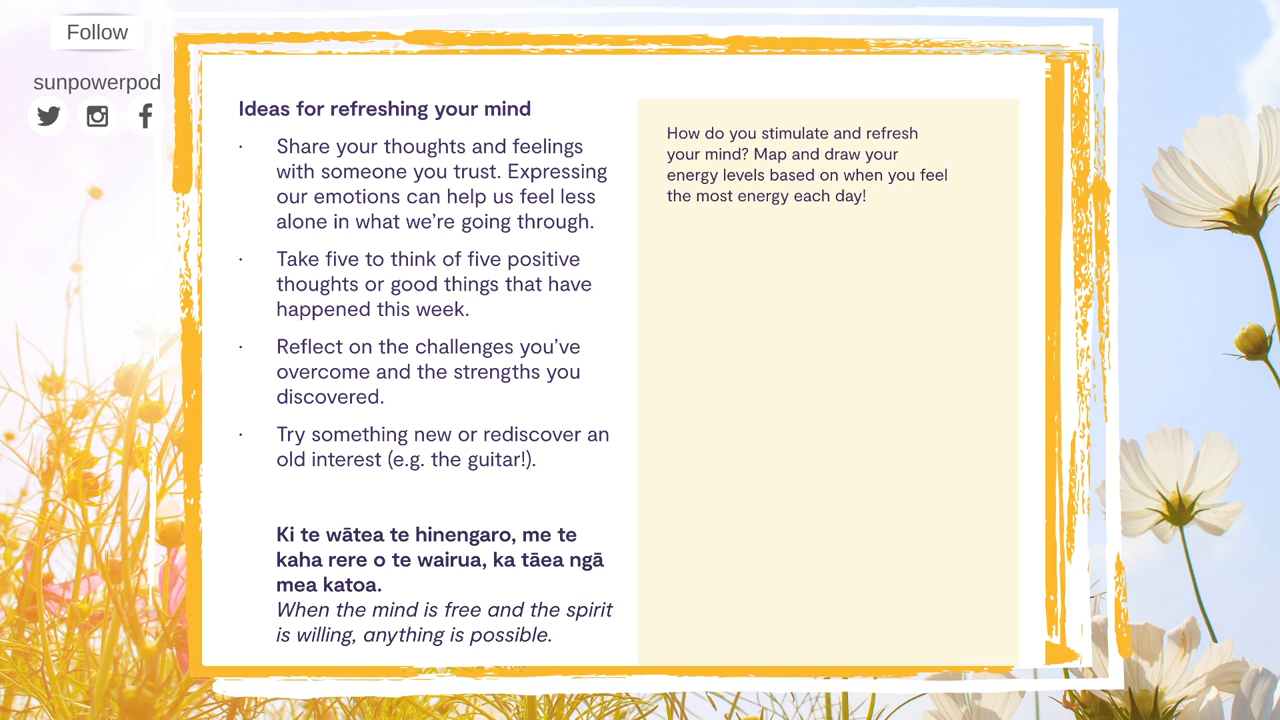 Follow
sunpowerpod
Ideas for refreshing your mind
· Share your thoughts and feelings
with someone you trust. Expressing
our emotions can help us feel less
alone in what we’re going through.
· Take five to think of five positive
thoughts or good things that have
happened this week.
· Reflect on the challenges you’ve
overcome and the strengths you
discovered.
· Try something new or rediscover an
old interest (e.g. the guitar!).
Ki te wātea te hinengaro, me te
kaha rere o te wairua, ka tāea ngā
mea katoa.
When the mind is free and the spirit
is willing, anything is possible.
How do you stimulate and refresh
your mind? Map and draw your
energy levels based on when you feel
the most energy each day!